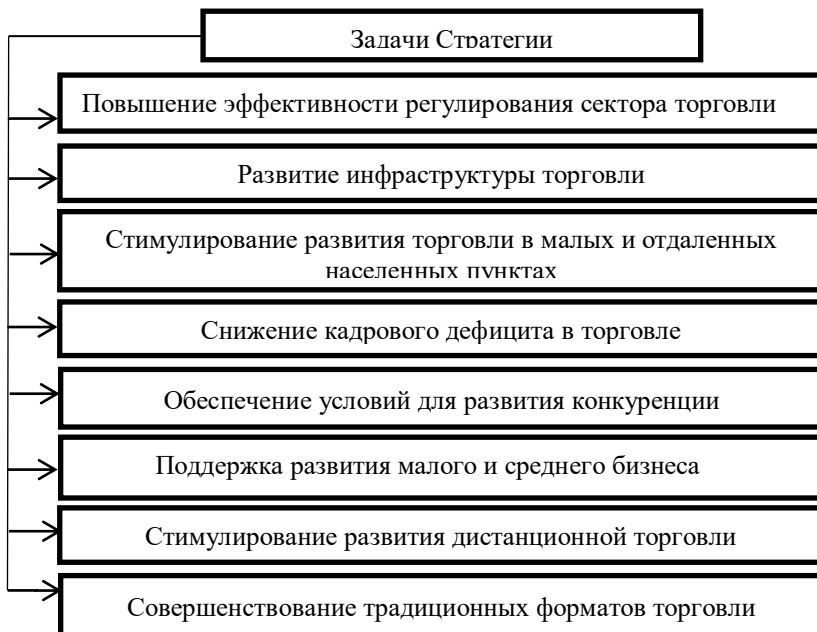 Задачи Стратегии
Повышение эффективности регулирования сектора торговли
Развитие инфраструктуры торговли
Стимулирование развития торговли в малых и отдаленных
населенных пунктах
Снижение кадрового дефицита в торговле
Обеспечение условий для развития конкуренции
Поддержка развития малого и среднего бизнеса
Стимулирование развития дистанционной торговли
Совершенствование традиционных форматов торговли